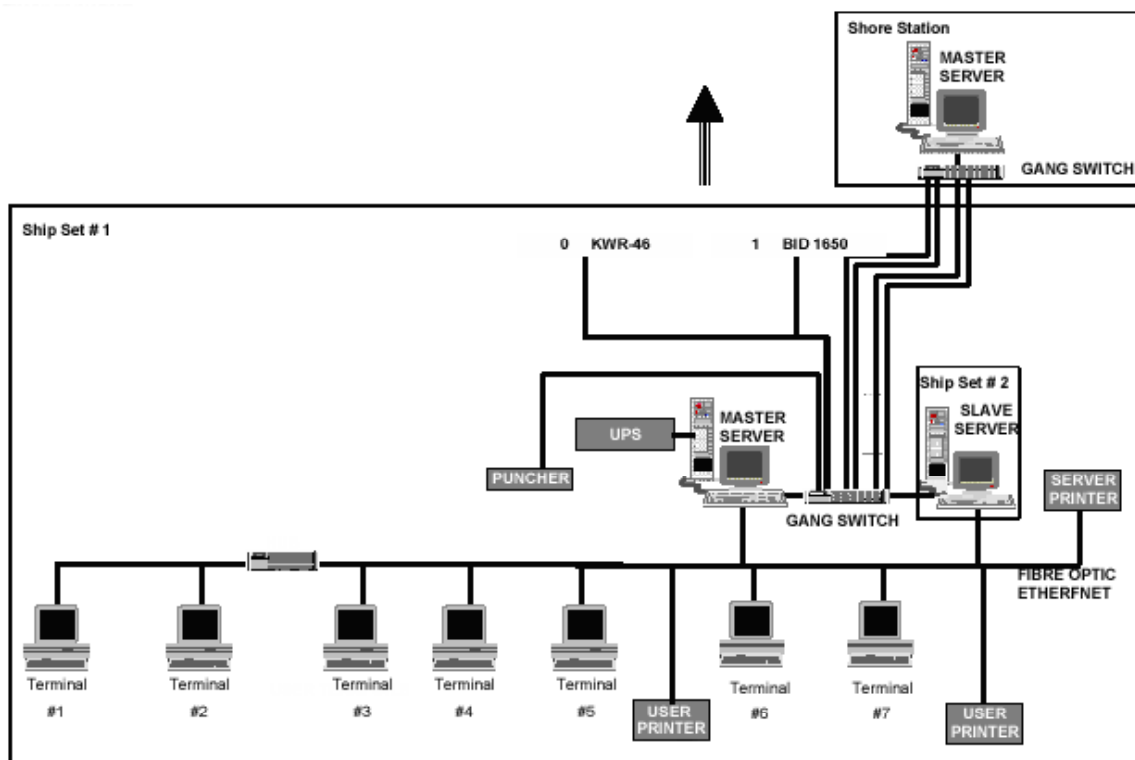 Shore Station
MASTER
SERVER
GANG SWITCH
Ship Set # 1
0 KWR-46
1 BID 1650
Ship Set # 2
SLAVE
SERVER
MASTER
SERVER
UPS
PUNCHER
SERVER
PRINTER
GANG SWITCH
FIBRE OPTIC
ETHERFNET
Terminal
#1
Terminal
#2
Terminal
#3
Terminal
#4
Terminal
#5
USER
PRINTER
Terminal
#6
Terminal
#7
USER
PRINTER